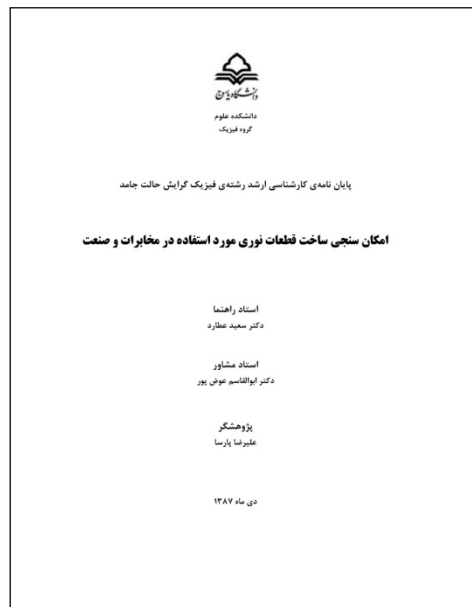 دانشگاه یاسوج
دانشکده علوم
گروه فیزیک
پایان نامه‌ی کارشناسی ارشد رشته‌ی فیزیک گرایش حالت جامد
امکان سنجی ساخت قطعات نوری مورد استفاده در مخابرات و صنعت
استاد راهنما
دکتر سعید عطارد
استاد مشاور
دکتر ابوالقاسم عوض پور
پژوهشگر
علیرضا پارسا
دی ماه ۱۳۸۷